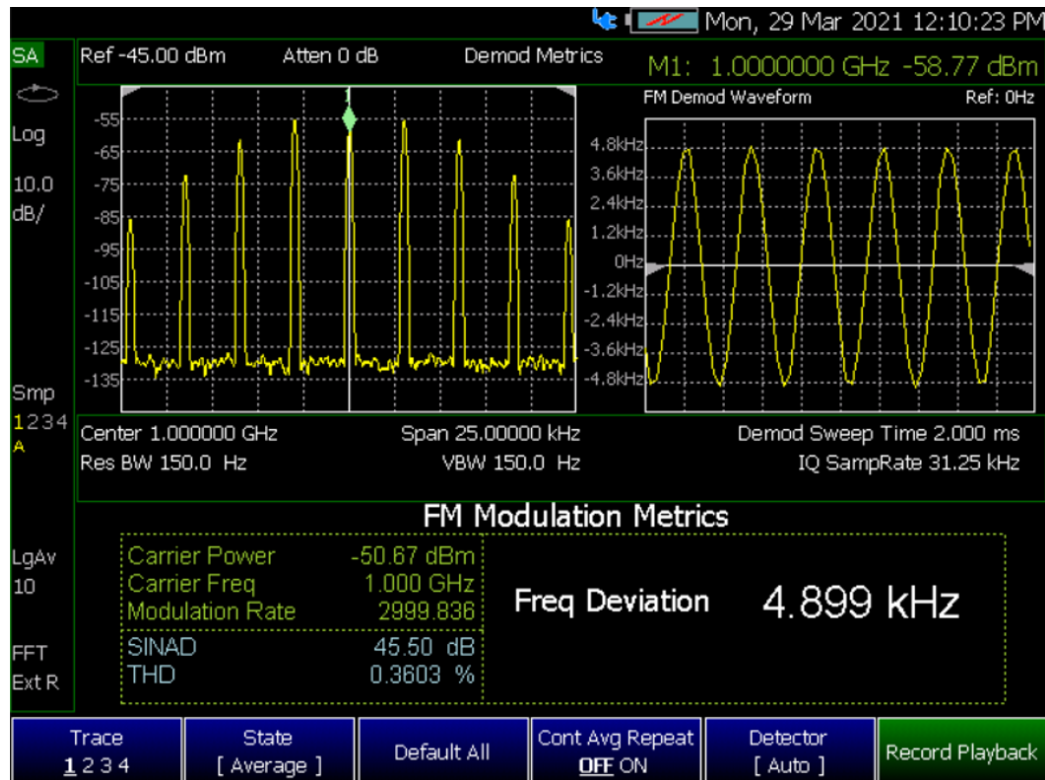 Mon, 29 Mar 2021 12:10:23 PM
SA
Ref -45.00 dBm Atten 0 dB Demod Metrics M1: 1.0000000 GHz -58.77 dBm
FM Demod Waveform Ref: 0Hz
Log
10.0
dB/
-55
-65
-75
-85
-95
-105
-115
-125
-135
1
4.8kHz
3.6kHz
2.4kHz
1.2kHz
0Hz
-1.2kHz
-2.4kHz
-3.6kHz
-4.8kHz
Smp
1234
A
Center 1.000000 GHz Span 25.00000 kHz Demod Sweep Time 2.000 ms
Res BW 150.0 Hz VBW 150.0 Hz IQ SampRate 31.25 kHz
FM Modulation Metrics
LgAv
10
Carrier Power -50.67 dBm
Carrier Freq 1.000 GHz
Modulation Rate 2999.836
SINAD 45.50 dB
THD 0.3603 %
Freq Deviation 4.899 kHz
FFT
Ext R
Trace
1 2 3 4
State
[ Average ]
Default All
Cont Avg Repeat
OFF ON
Detector
[ Auto ]
Record Playback